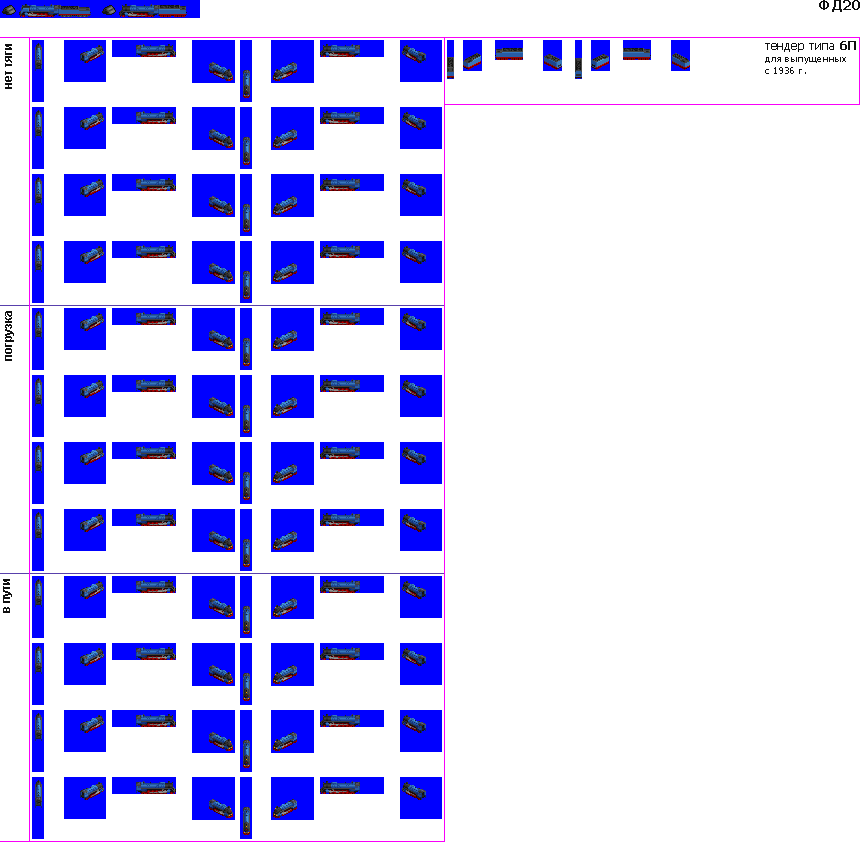 ФД20
тендер типа 6П
для выпущенных
с 1936 г.
нет тяги
погрузка
в пути